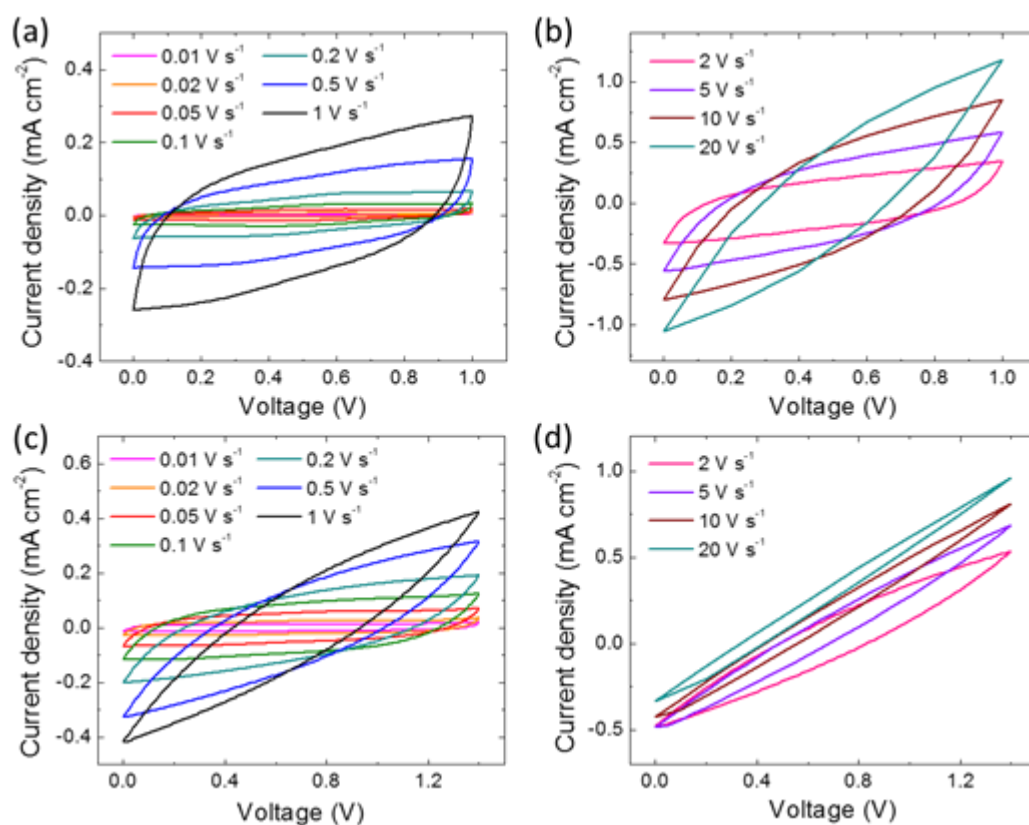 (a)
Current density (mA cm⁻²)
0.4
0.2
0.0
-0.2
-0.4
0.01 V s⁻¹
0.02 V s⁻¹
0.05 V s⁻¹
0.1 V s⁻¹
0.2 V s⁻¹
0.5 V s⁻¹
1 V s⁻¹
0.0 0.2 0.4 0.6 0.8 1.0
Voltage (V)
(b)
Current density (mA cm⁻²)
1.0
0.5
0.0
-0.5
-1.0
2 V s⁻¹
5 V s⁻¹
10 V s⁻¹
20 V s⁻¹
0.0 0.2 0.4 0.6 0.8 1.0
Voltage (V)
(c)
Current density (mA cm⁻²)
0.6
0.4
0.2
0.0
-0.2
-0.4
0.01 V s⁻¹
0.02 V s⁻¹
0.05 V s⁻¹
0.1 V s⁻¹
0.2 V s⁻¹
0.5 V s⁻¹
1 V s⁻¹
0.0 0.4 0.8 1.2
Voltage (V)
(d)
Current density (mA cm⁻²)
1.0
0.5
0.0
-0.5
2 V s⁻¹
5 V s⁻¹
10 V s⁻¹
20 V s⁻¹
0.0 0.4 0.8 1.2
Voltage (V)